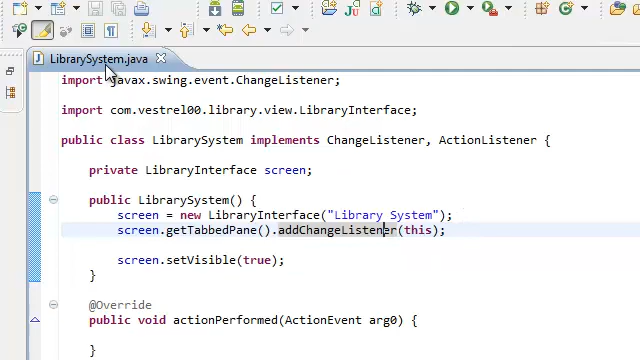 LibrarySystem.java
import javax.swing.event.ChangeListener;
import com.vestrel00.library.view.LibraryInterface;
public class LibrarySystem implements ChangeListener, ActionListener {
private LibraryInterface screen;
public LibrarySystem() {
screen = new LibraryInterface("Library System");
screen.getTabbedPane().addChangeListener(this);
screen.setVisible(true);
}
@Override
public void actionPerformed(ActionEvent arg0) {
}